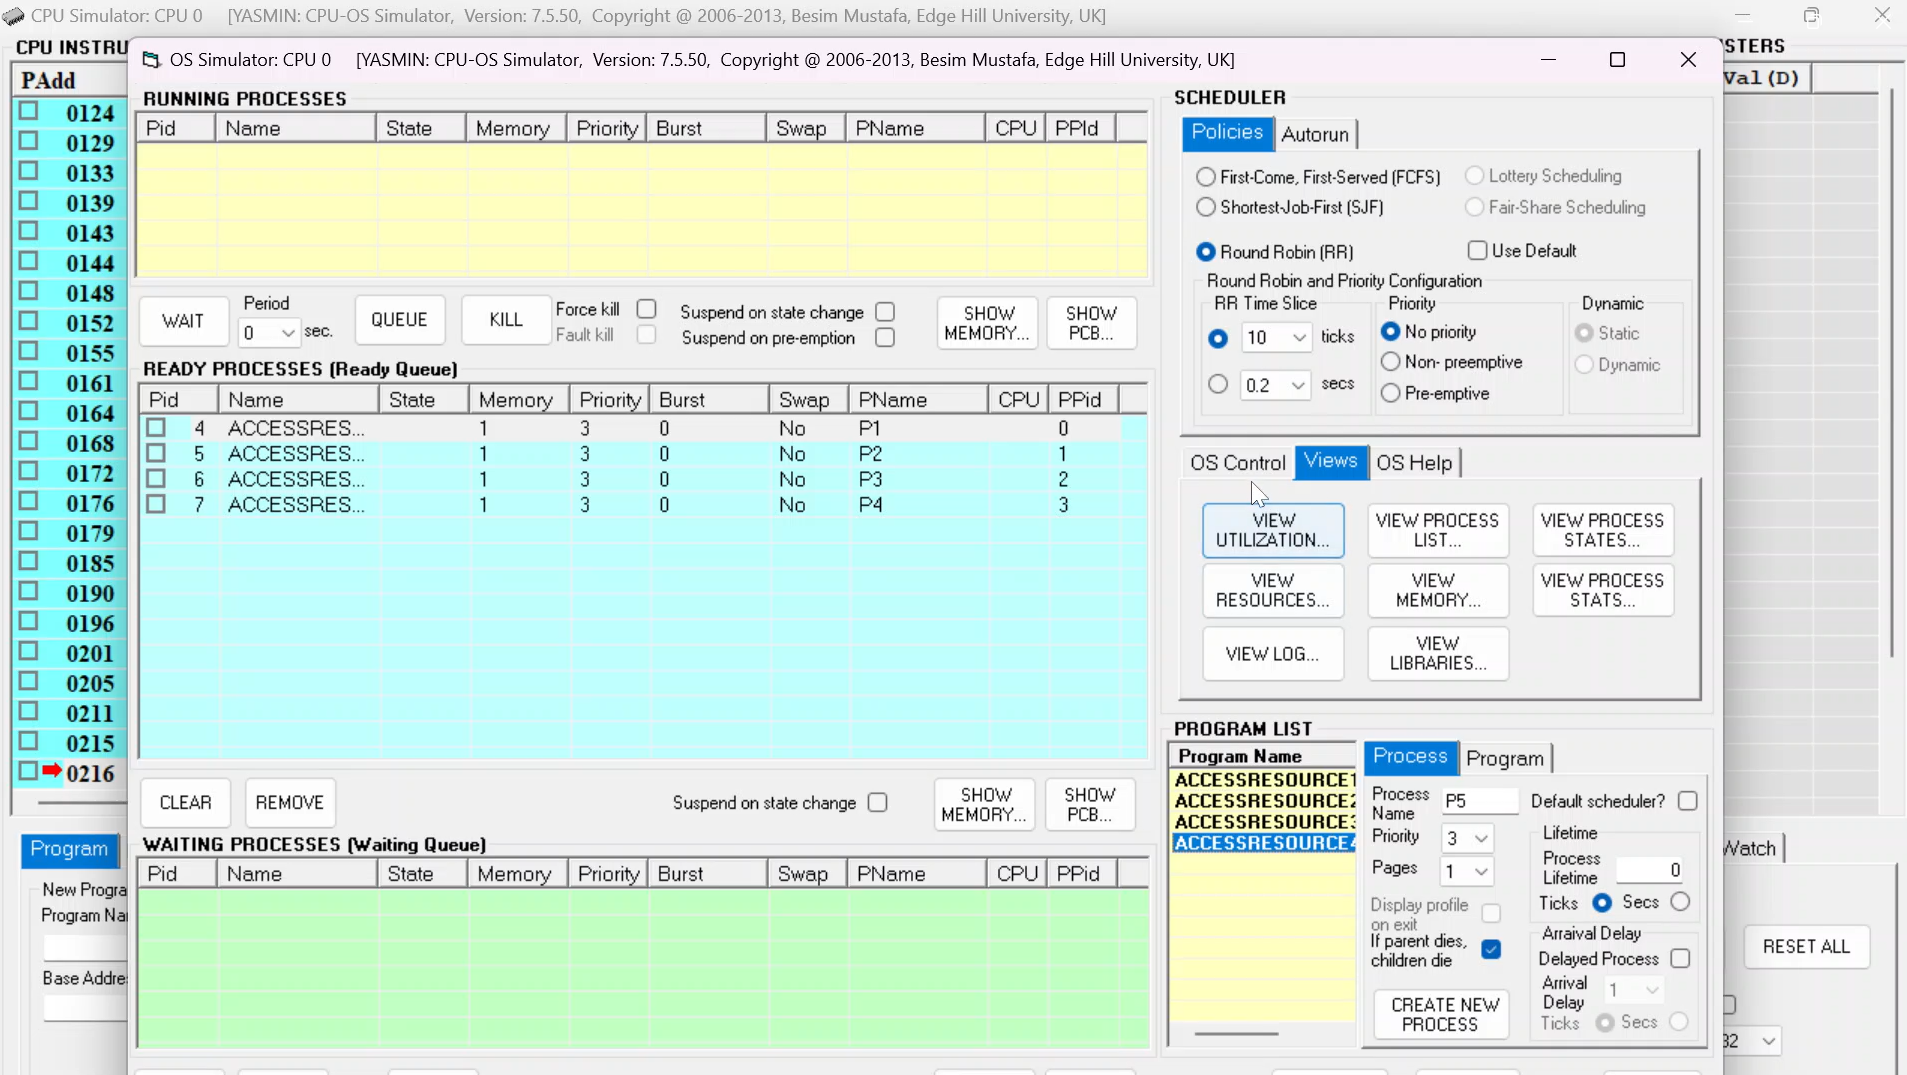 CPU Simulator: CPU 0 [YASMIN: CPU-OS Simulator, Version: 7.5.50, Copyright @ 2006-2013, Besim Mustafa, Edge Hill University, UK]
CPU INSTRU
STERS
OS Simulator: CPU 0 [YASMIN: CPU-OS Simulator, Version: 7.5.50, Copyright @ 2006-2013, Besim Mustafa, Edge Hill University, UK]
PAdd
Val (D)
0124
0129
0133
0139
0143
0144
0148
0152
0155
0161
0164
0168
0172
0176
0179
0185
0190
0196
0201
0205
0211
0215
0216
Program
New Progra
Program Na
Base Addre
RUNNING PROCESSES
Pid Name State Memory Priority Burst Swap PName CPU PPId
WAIT
Period
0 sec.
QUEUE
KILL
Force kill
Fault kill
Suspend on state change
Suspend on pre-emption
SHOW
MEMORY...
SHOW
PCB...
READY PROCESSES (Ready Queue)
Pid Name State Memory Priority Burst Swap PName CPU PPid
4 ACCESSRES... 1 3 0 No P1 0
5 ACCESSRES... 1 3 0 No P2 1
6 ACCESSRES... 1 3 0 No P3 2
7 ACCESSRES... 1 3 0 No P4 3
CLEAR
REMOVE
Suspend on state change
SHOW
MEMORY...
SHOW
PCB...
WAITING PROCESSES (Waiting Queue)
Pid Name State Memory Priority Burst Swap PName CPU PPid
SCHEDULER
Policies Autorun
First-Come, First-Served (FCFS) Lottery Scheduling
Shortest-Job-First (SJF) Fair-Share Scheduling
Round Robin (RR) Use Default
Round Robin and Priority Configuration
RR Time Slice Priority Dynamic
10 ticks No priority Static
Non- preemptive Dynamic
0.2 secs Pre-emptive
OS Control Views OS Help
VIEW
UTILIZATION...
VIEW PROCESS
LIST...
VIEW PROCESS
STATES...
VIEW
RESOURCES...
VIEW
MEMORY...
VIEW PROCESS
STATS...
VIEW LOG...
VIEW
LIBRARIES...
PROGRAM LIST
Program Name
ACCESSRESOURCE1
ACCESSRESOURCE2
ACCESSRESOURCE3
ACCESSRESOURCE4
Process Program
Process
Name P5
Priority 3
Pages 1
Display profile
on exit
If parent dies,
children die
CREATE NEW
PROCESS
Default scheduler?
Lifetime
Process
Lifetime 0
Ticks Secs
Arraival Delay
Delayed Process
Arrival
Delay 1
Ticks Secs
Watch
RESET ALL
32